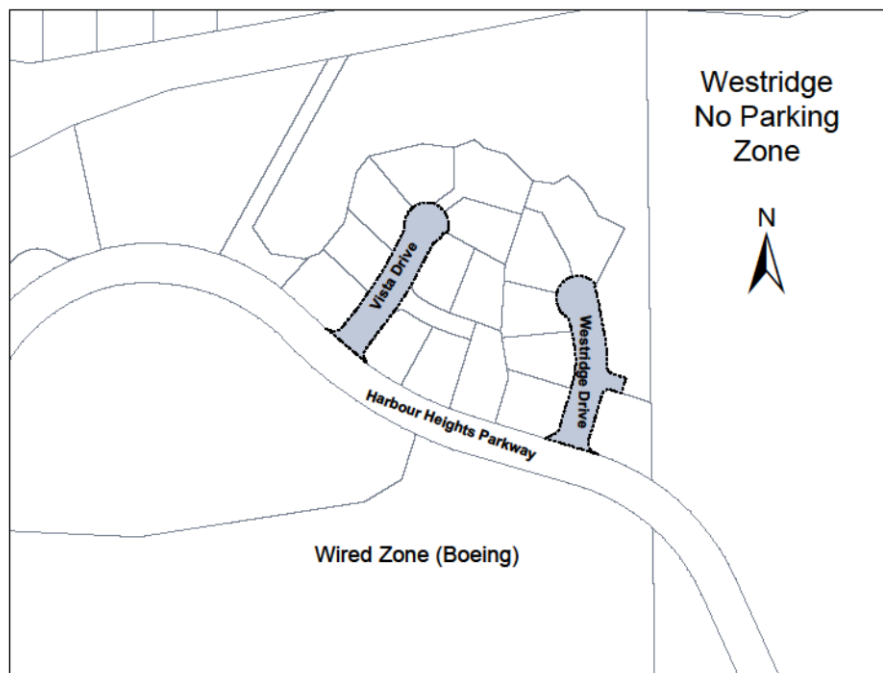 Westridge
No Parking
Zone
N
Vista Drive
Westridge Drive
Harbour Heights Parkway
Wired Zone (Boeing)